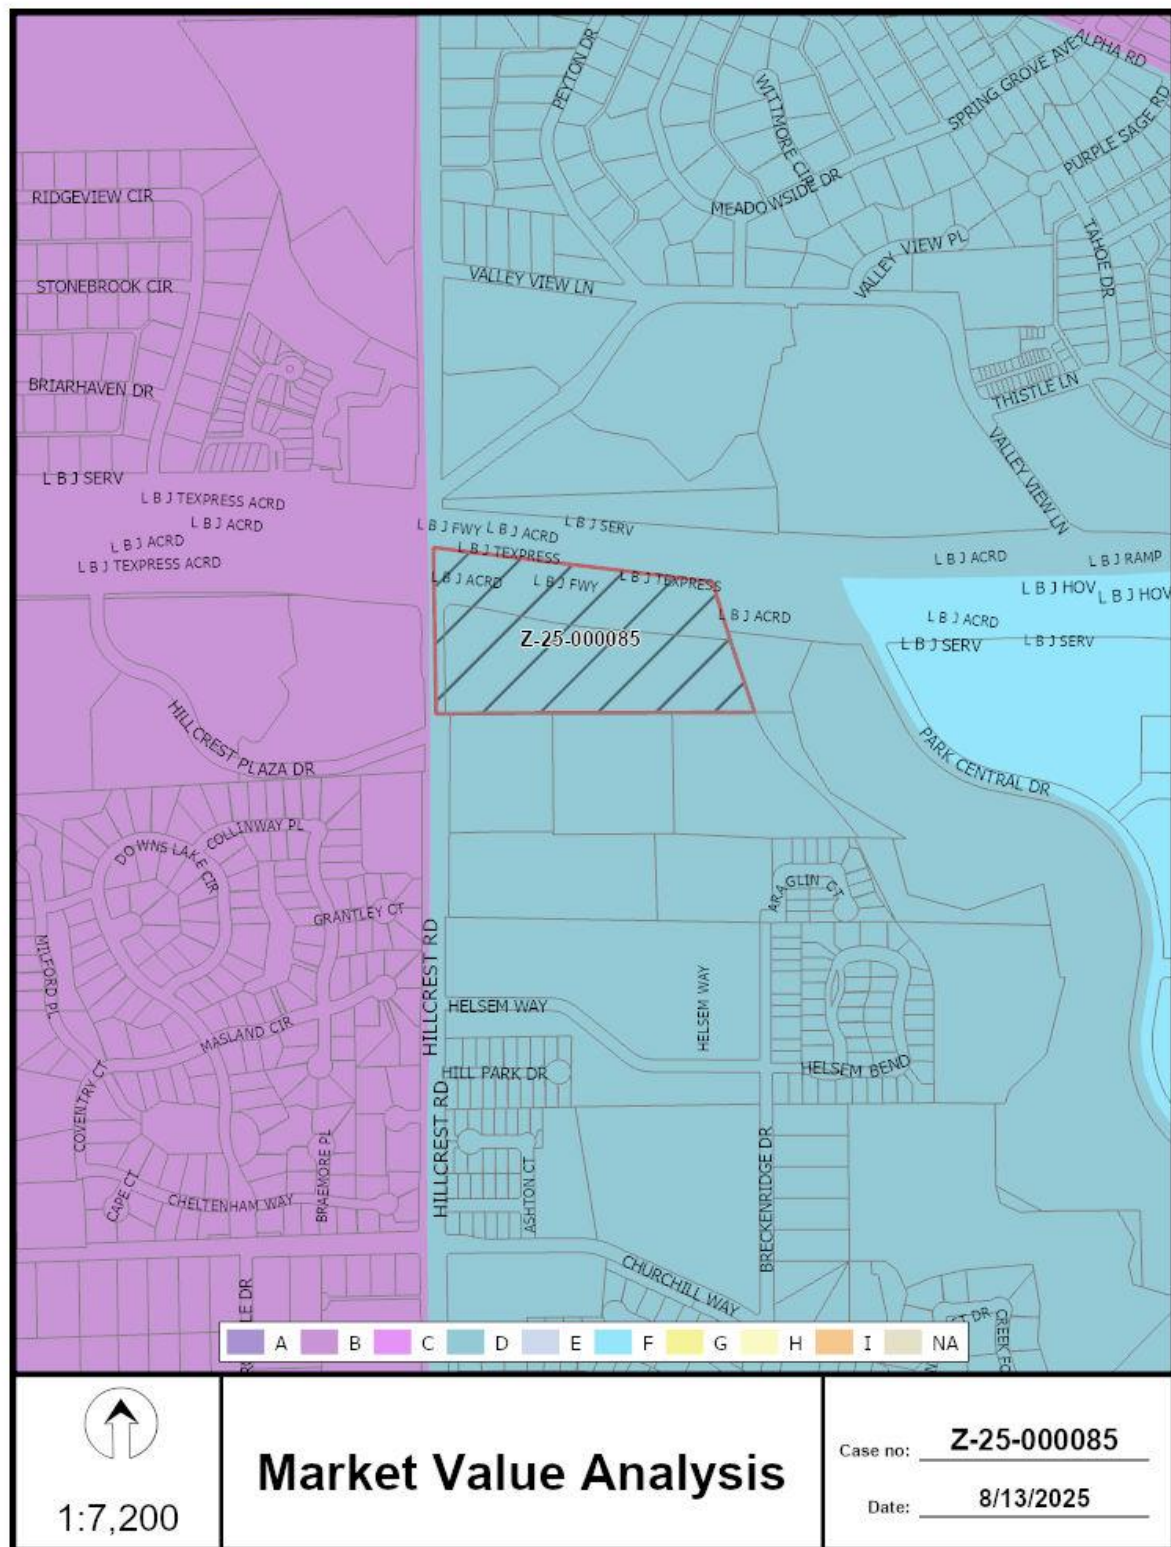 ALPHA RD
PEYTON DR
SPRING GROVE AVE
WITTMORE CIR
PURPLE SAGE RD
RIDGEVIEW CIR
MEADOWSIDE DR
VALLEY VIEW PL
TAHOE DR
STONEBROOK CIR
VALLEY VIEW LN
BRIARHAVEN DR
THISTLE LN
L B J SERV
VALLEY VIEW LN
L B J TEXPRESS ACRD
L B J ACRD
L B J FWY
L B J ACRD
L B J SERV
L B J ACRD
L B J TEXPRESS
L B J ACRD
L B J RAMP
L B J TEXPRESS ACRD
L B J ACRD
L B J FWY
L B J TEXPRESS
L B J HOV
L B J HOV
L B J ACRD
L B J ACRD
Z-25-000085
L B J SERV
L B J SERV
HILLCREST PLAZA DR
PARK CENTRAL DR
COLLINWAY PL
DOWNS LAKE CIR
ARAGLIN CT
GRANTLEY CT
MILFORD PL
HILLCREST RD
HELSEM WAY
HELSEM WAY
MASLAND CIR
HILL PARK DR
HELSEM BEND
COVENTRY CT
HILLCREST RD
BRAEMORE PL
ASHTON CT
BRECKENRIDGE DR
CAPE CT
CHELTENHAM WAY
CHURCHILL WAY
LE DR
DR
CREEK FO
A B C D E F G H I NA
1:7,200
Market Value Analysis
Case no: Z-25-000085
Date: 8/13/2025